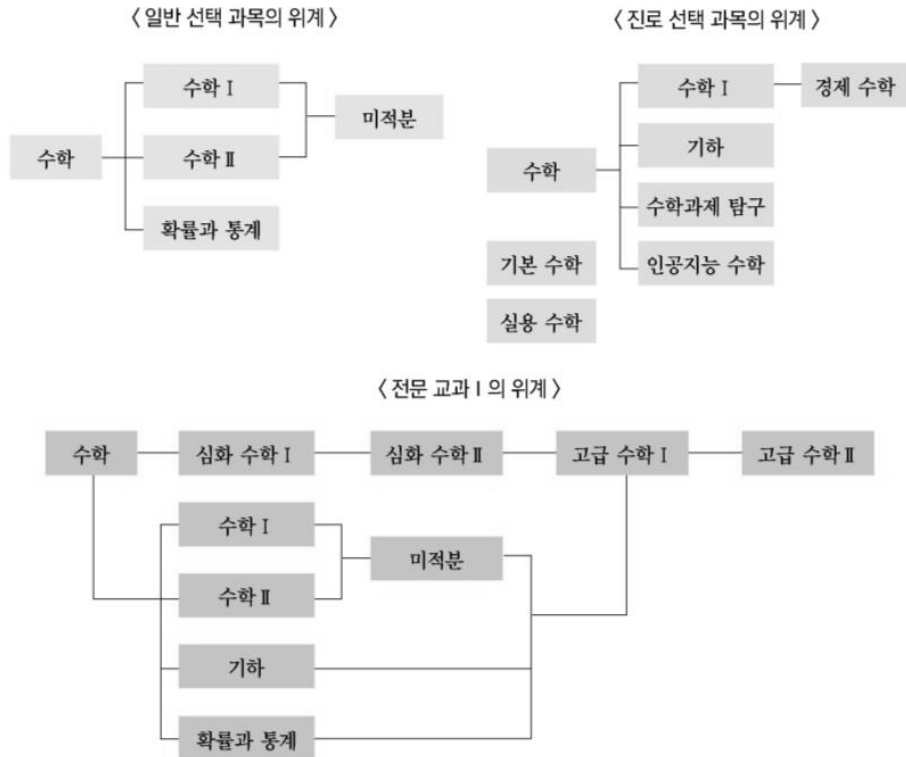 〈 일반 선택 과목의 위계 〉
수학
수학 Ⅰ
수학 Ⅱ
확률과 통계
미적분
〈 진로 선택 과목의 위계 〉
수학
수학 Ⅰ
경제 수학
기하
수학과제 탐구
인공지능 수학
기본 수학
실용 수학
〈 전문 교과 Ⅰ 의 위계 〉
수학
심화 수학 Ⅰ
심화 수학 Ⅱ
고급 수학 Ⅰ
고급 수학 Ⅱ
수학 Ⅰ
수학 Ⅱ
미적분
기하
확률과 통계